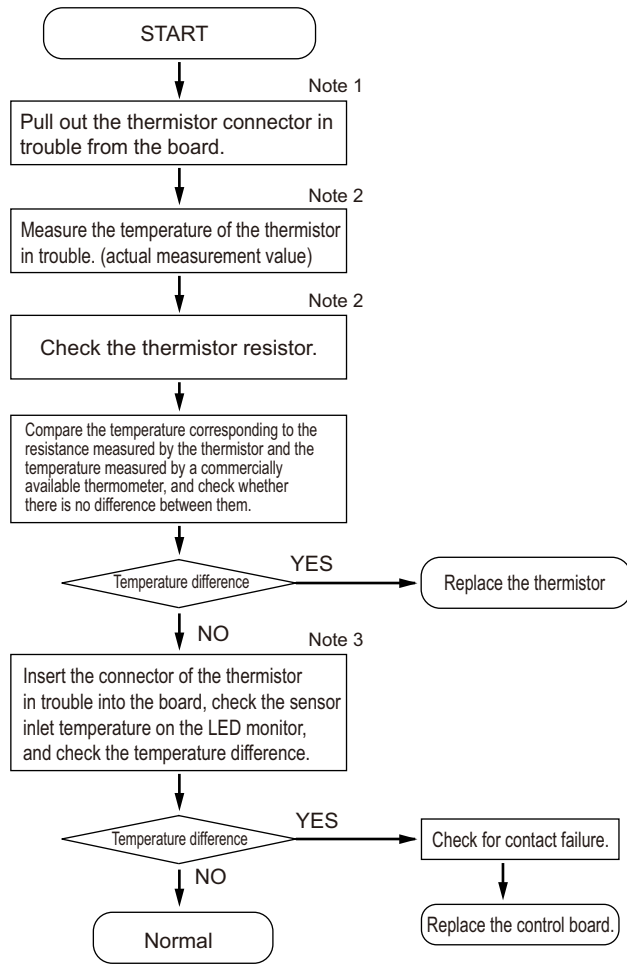 START
Note 1
Pull out the thermistor connector in
trouble from the board.
Note 2
Measure the temperature of the thermistor
in trouble. (actual measurement value)
Note 2
Check the thermistor resistor.
Compare the temperature corresponding to the
resistance measured by the thermistor and the
temperature measured by a commercially
available thermometer, and check whether
there is no difference between them.
Temperature difference
YES
Replace the thermistor
NO
Note 3
Insert the connector of the thermistor
in trouble into the board, check the sensor
inlet temperature on the LED monitor,
and check the temperature difference.
Temperature difference
YES
Check for contact failure.
NO
Replace the control board.
Normal